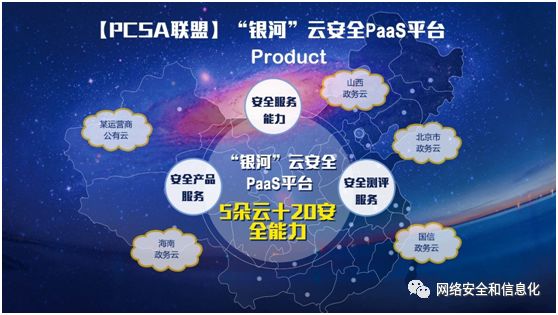 【PCSA联盟】“银河”云安全PaaS平台
Product
安全服务
能力
山西
政务云
某运营商
公有云
北京市
政务云
“银河”云安全
PaaS平台
安全产品
服务
安全测评
服务
5朵云十20安
全能力
海南
政务云
国信
政务云
网络安全和信息化